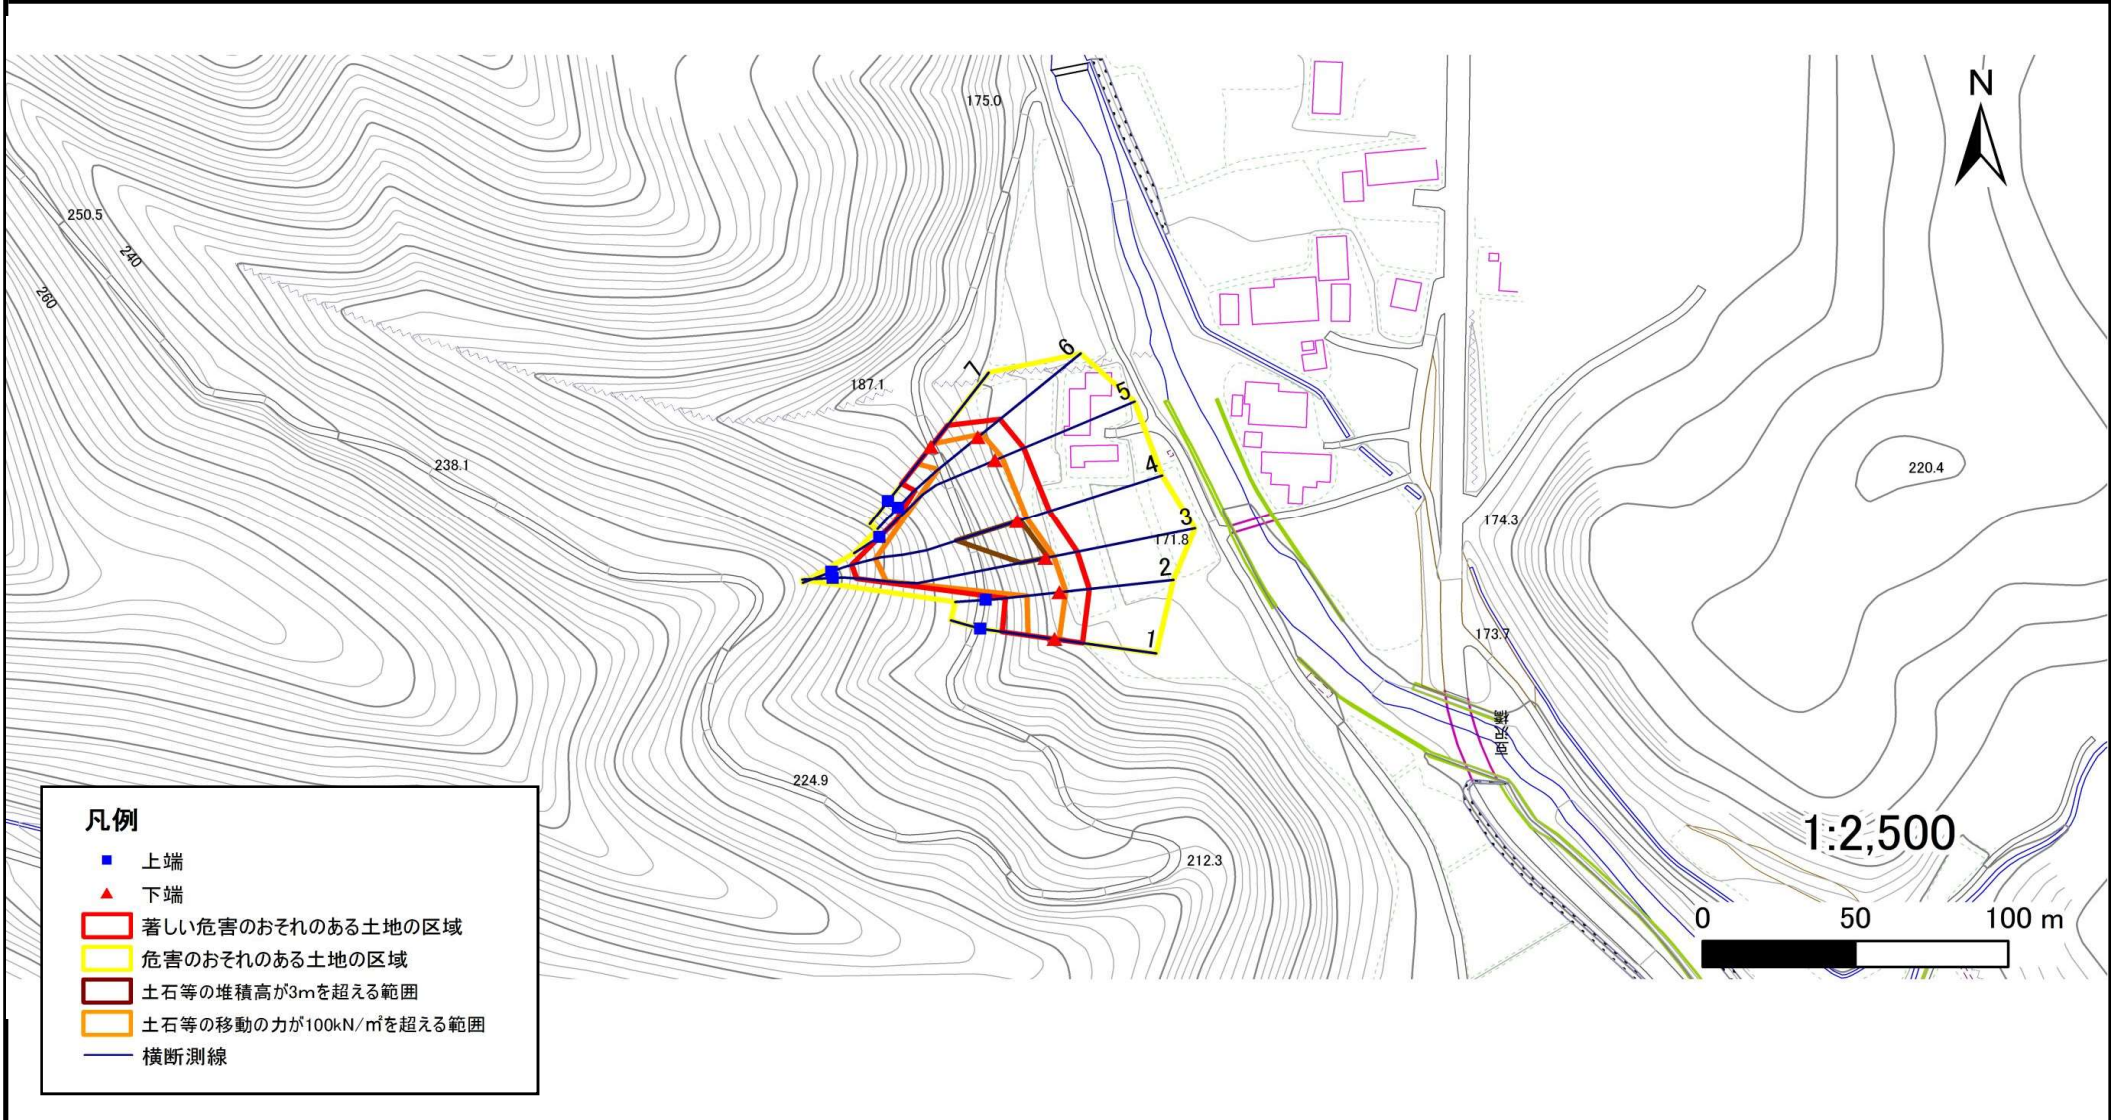 N
175.0
250.5
240
260
187.1
7
6
5
4
3
171.8
2
1
238.1
220.4
174.3
173.7
豆沢橋
224.9
212.3
1:2,500
0 50 100 m
凡例
上端
下端
著しい危害のおそれのある土地の区域
危害のおそれのある土地の区域
土石等の堆積高が3mを超える範囲
土石等の移動の力が100kN/㎡を超える範囲
横断測線